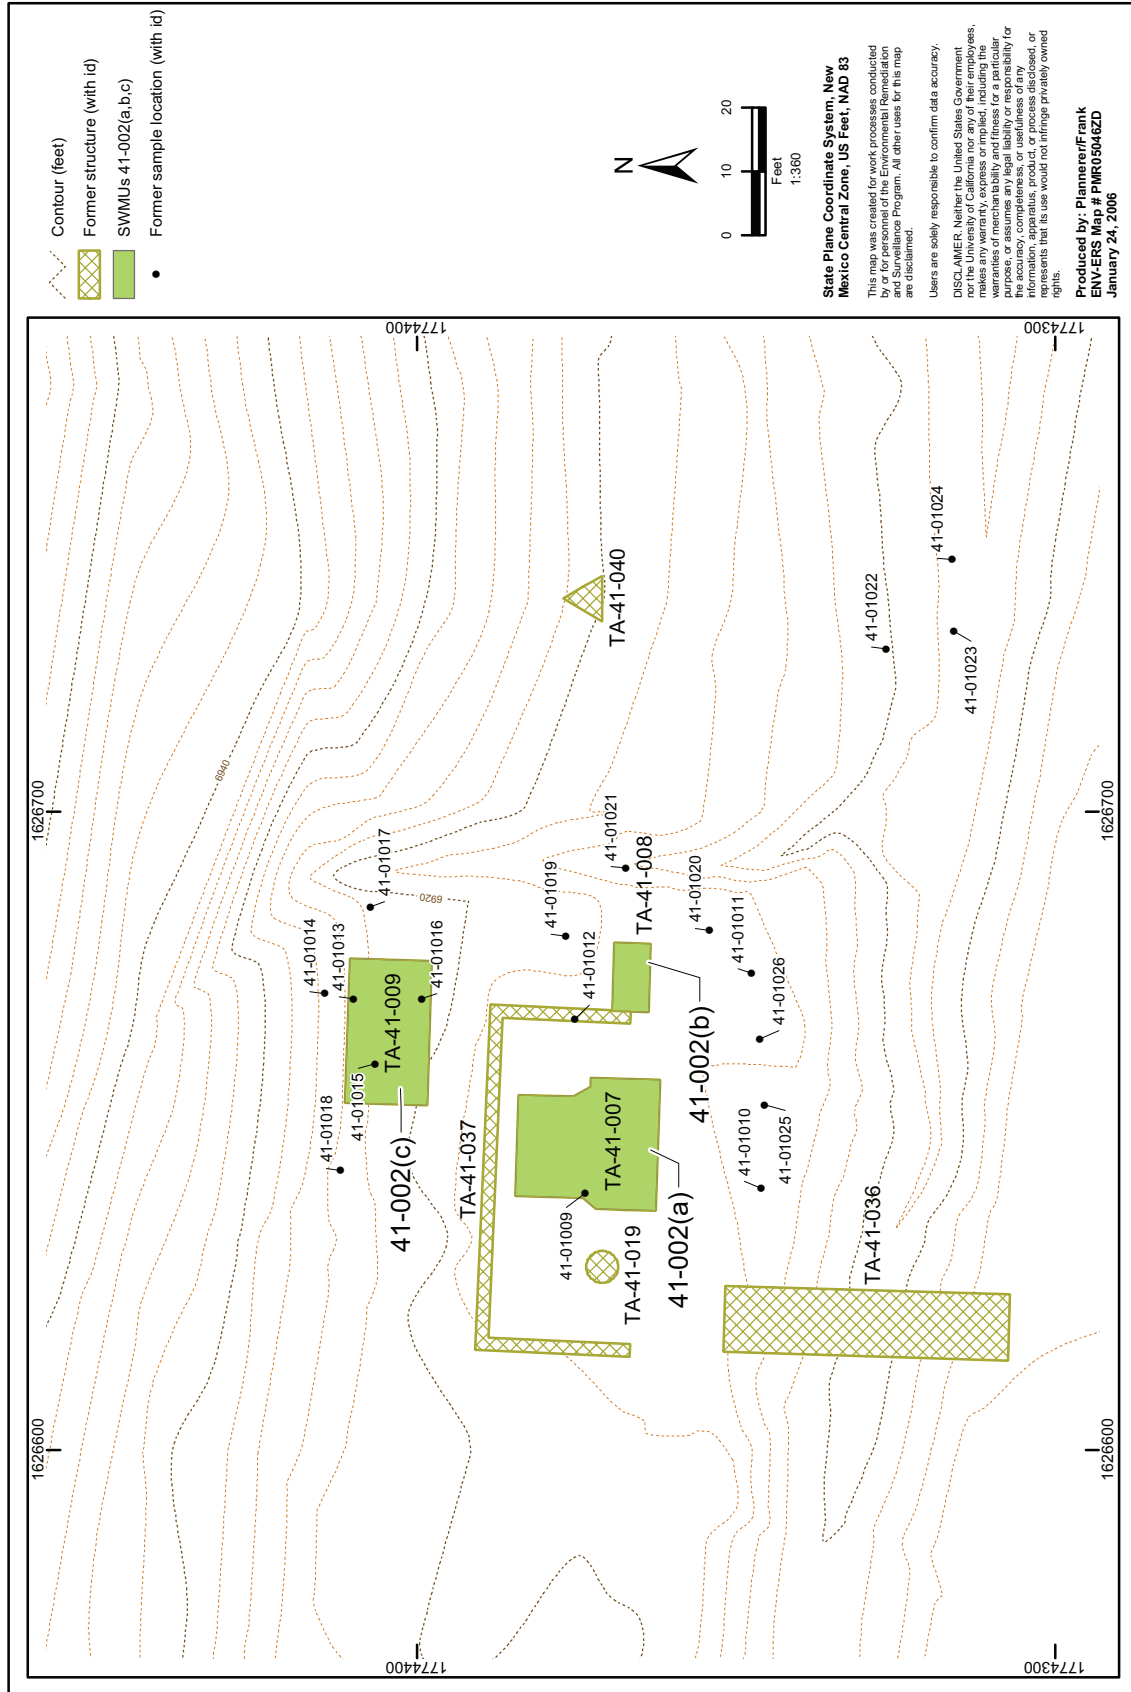 1626600
1626700
1774400
1774400
1774300
1774300
1626600
1626700
6940
6920
41-01014
41-01013
41-01017
41-01018
41-01015
TA-41-009
41-01016
41-002(c)
TA-41-037
41-01019
41-01012
41-01021
TA-41-008
TA-41-040
41-01009
TA-41-007
TA-41-019
41-002(a)
41-002(b)
41-01020
41-01011
41-01026
41-01010
41-01025
TA-41-036
41-01022
41-01024
41-01023
Contour (feet)
Former structure (with id)
SWMUs 41-002(a,b,c)
Former sample location (with id)
N
0 10 20
Feet
1:360
State Plane Coordinate System, New
Mexico Central Zone, US Feet, NAD 83
This map was created for work processes conducted
by or for personnel of the Environmental Remediation
and Surveillance Program. All other uses for this map
are disclaimed.
Users are solely responsible to confirm data accuracy.
DISCLAIMER: Neither the United States Government
nor the University of California nor any of their employees,
makes any warranty, express or implied, including the
warranties of merchantability and fitness for a particular
purpose, or assumes any legal liability or responsibility for
the accuracy, completeness, or usefulness of any
information, apparatus, product, or process disclosed, or
represents that its use would not infringe privately owned
rights.
Produced by: Plannerer/Frank
ENV-ERS Map # PMR05046ZD
January 24, 2006